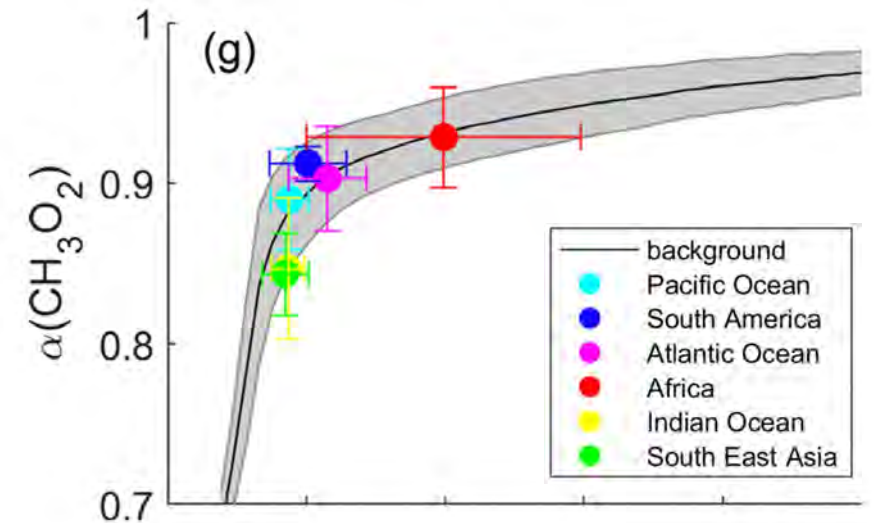 1
(g)
0.9
α(CH₃O₂)
0.8
0.7
background
Pacific Ocean
South America
Atlantic Ocean
Africa
Indian Ocean
South East Asia